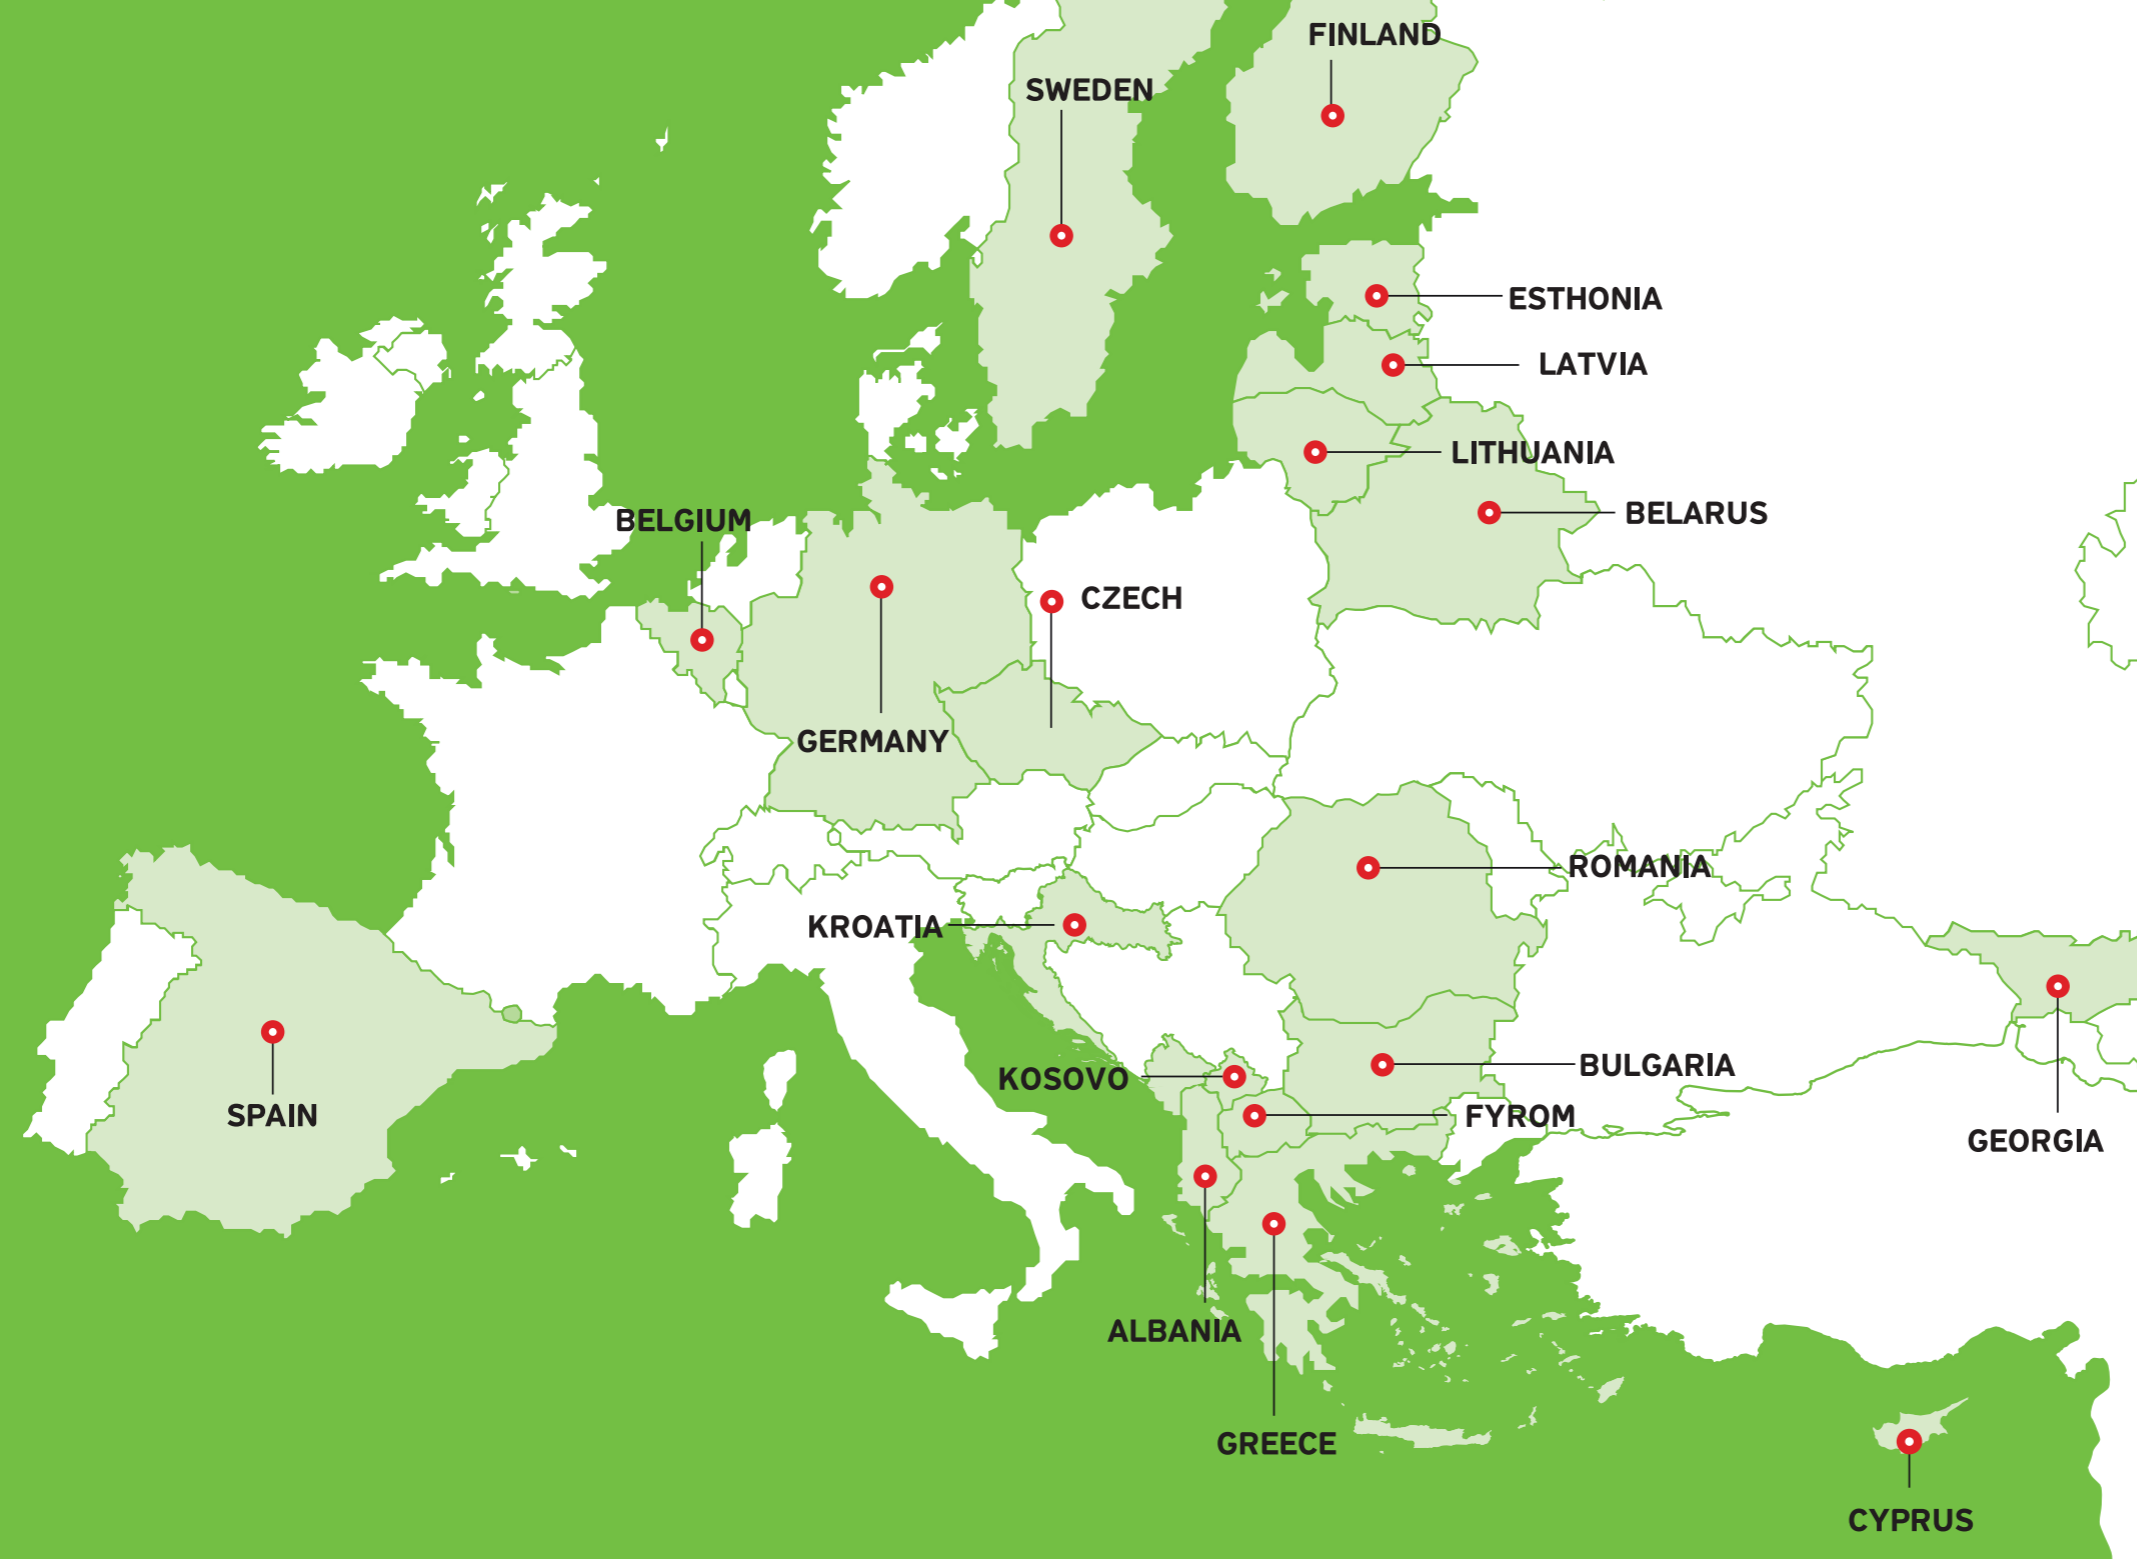 FINLAND
SWEDEN
ESTHONIA
LATVIA
LITHUANIA
BELARUS
BELGIUM
CZECH
GERMANY
ROMANIA
KROATIA
KOSOVO
BULGARIA
FYROM
SPAIN
GEORGIA
ALBANIA
GREECE
CYPRUS